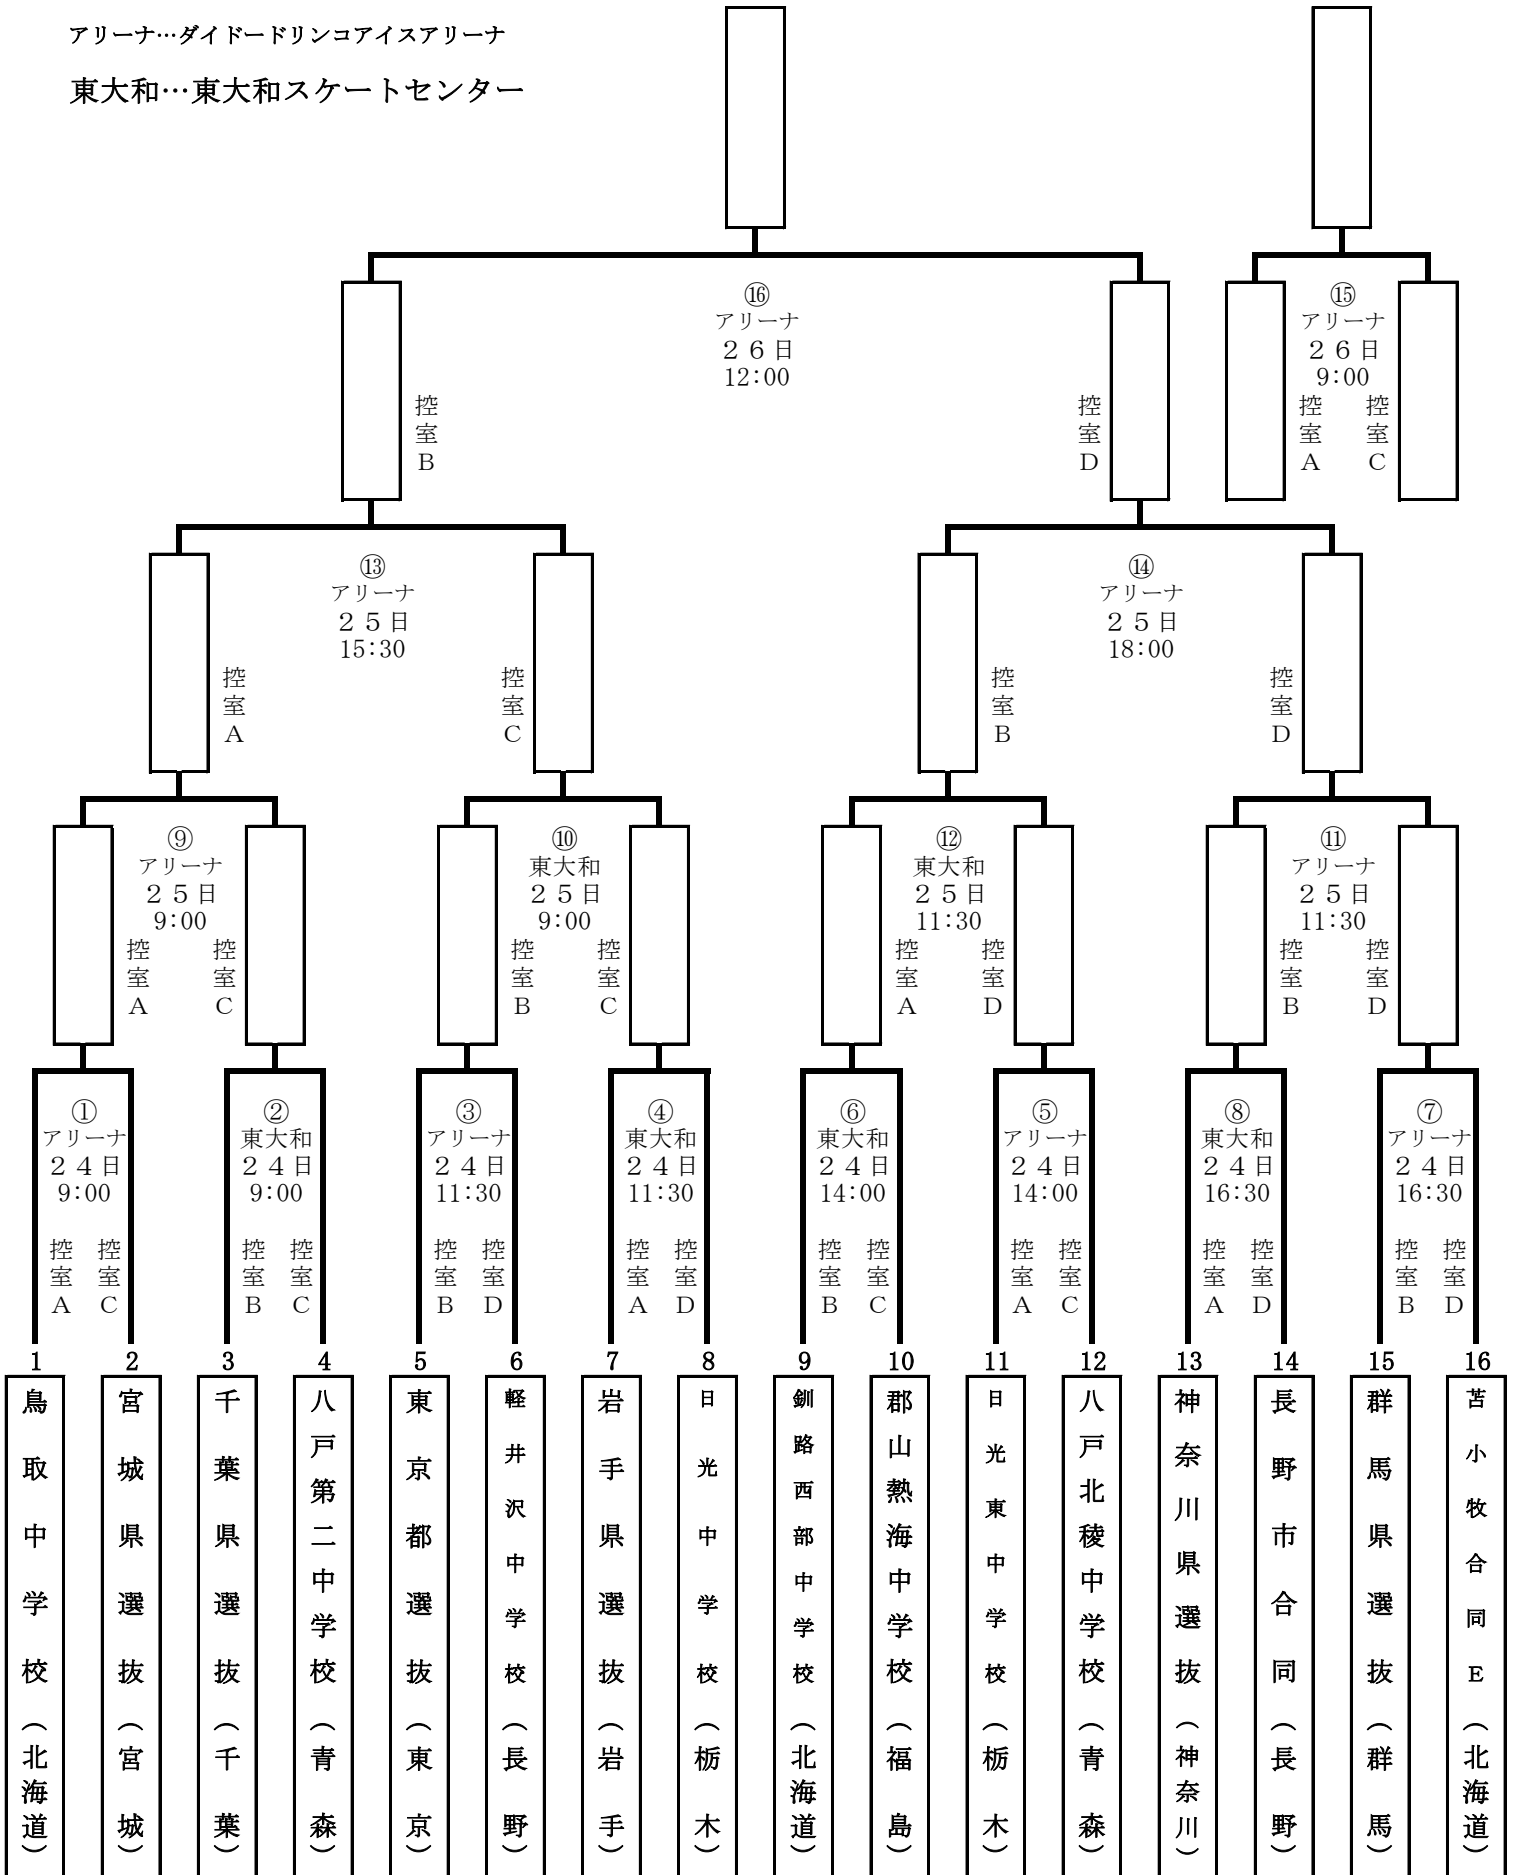 アリーナ…ダイドードリンコアイスアリーナ
東大和…東大和スケートセンター
⑯
アリーナ
２６日
12:00
控室B
控室D
⑮
アリーナ
２６日
9:00
控室A
控室C
⑬
アリーナ
２５日
15:30
控室A
控室C
⑭
アリーナ
２５日
18:00
控室B
控室D
⑨
アリーナ
２５日
9:00
控室A
控室C
⑩
東大和
２５日
9:00
控室B
控室C
⑫
東大和
２５日
11:30
控室A
控室D
⑪
アリーナ
２５日
11:30
控室B
控室D
①
アリーナ
２４日
9:00
控室A
控室C
②
東大和
２４日
9:00
控室B
控室C
③
アリーナ
２４日
11:30
控室B
控室D
④
東大和
２４日
11:30
控室A
控室D
⑥
東大和
２４日
14:00
控室B
控室C
⑤
アリーナ
２４日
14:00
控室A
控室C
⑧
東大和
２４日
16:30
控室A
控室D
⑦
アリーナ
２４日
16:30
控室B
控室D
1
鳥取中学校（北海道）
2
宮城県選抜（宮城）
3
千葉県選抜（千葉）
4
八戸第二中学校（青森）
5
東京都選抜（東京）
6
軽井沢中学校（長野）
7
岩手県選抜（岩手）
8
日光中学校（栃木）
9
釧路西部中学校（北海道）
10
郡山熱海中学校（福島）
11
日光東中学校（栃木）
12
八戸北稜中学校（青森）
13
神奈川県選抜（神奈川）
14
長野市合同（長野）
15
群馬県選抜（群馬）
16
苫小牧合同E（北海道）